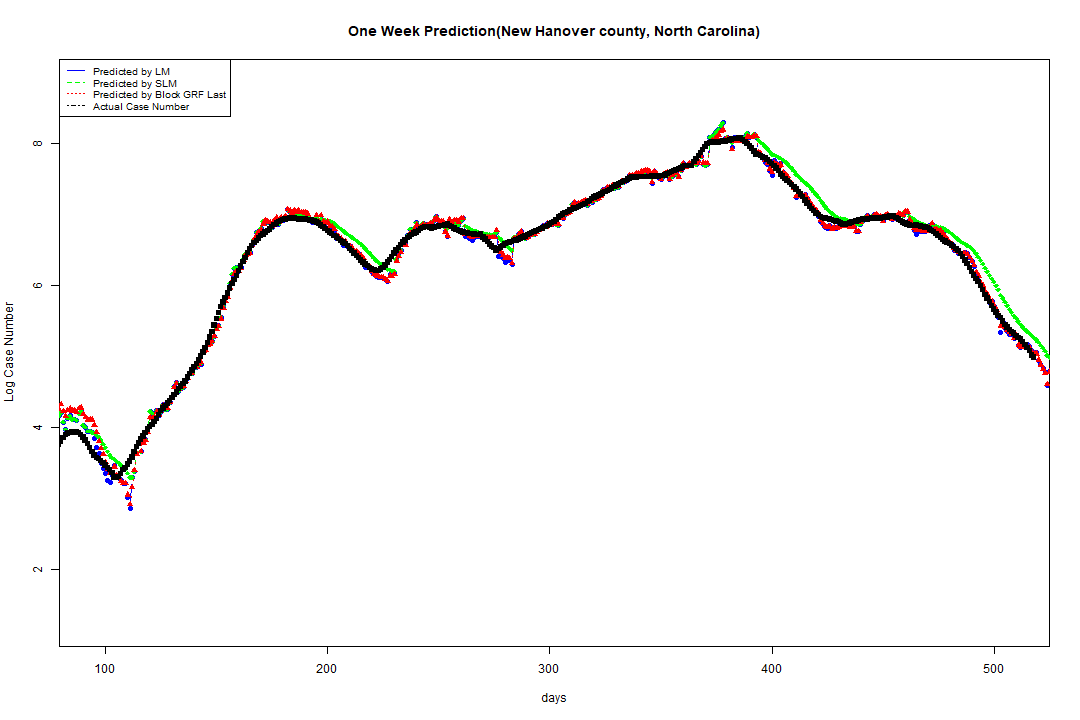 One Week Prediction(New Hanover county, North Carolina)
Predicted by LM
Predicted by SLM
Predicted by Block GRF Last
Actual Case Number
8
6
4
2
Log Case Number
100 200 300 400 500
days